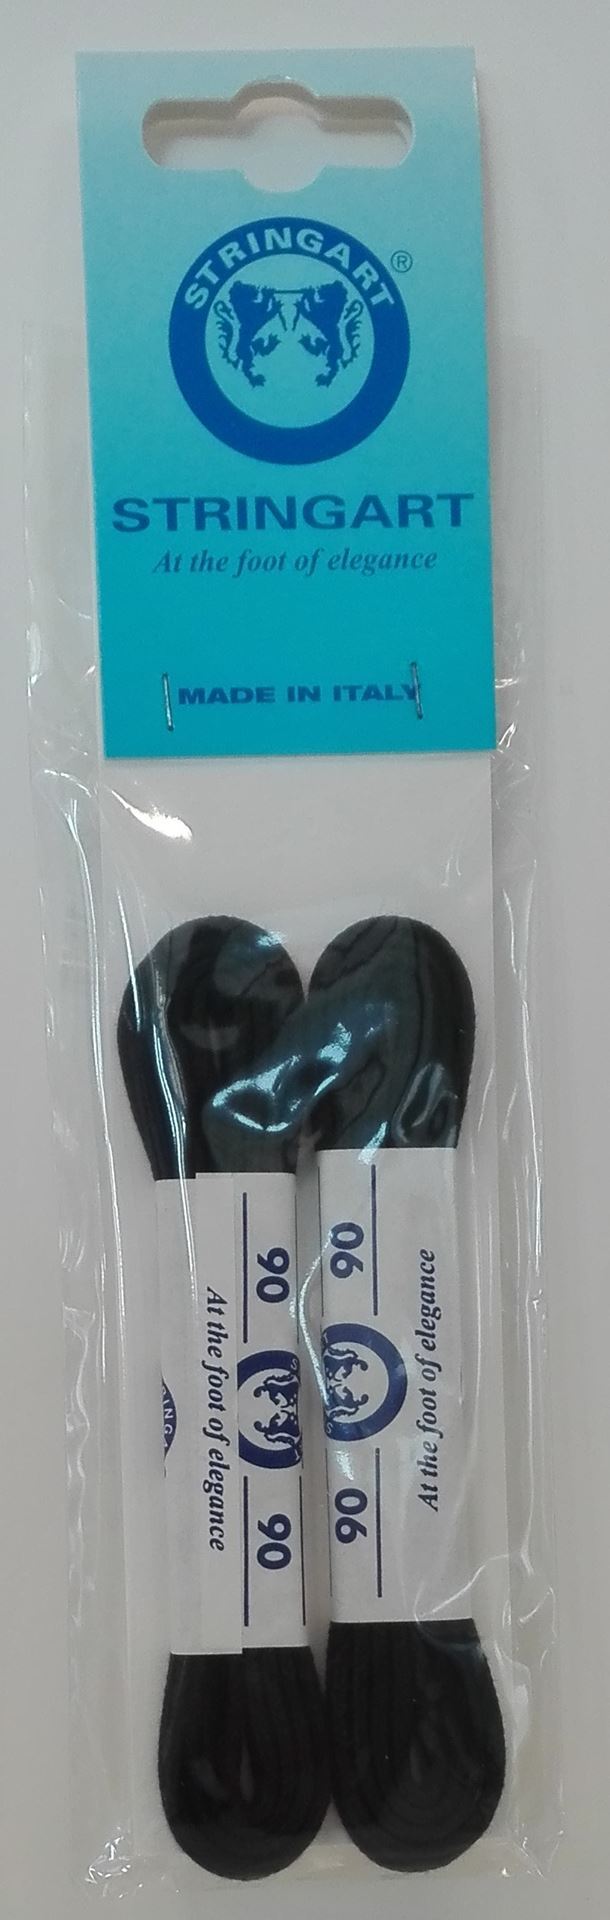 STRINGART
®
STRINGART
At the foot of elegance
MADE IN ITALY
90
At the foot of elegance
90
90
At the foot of elegance
90